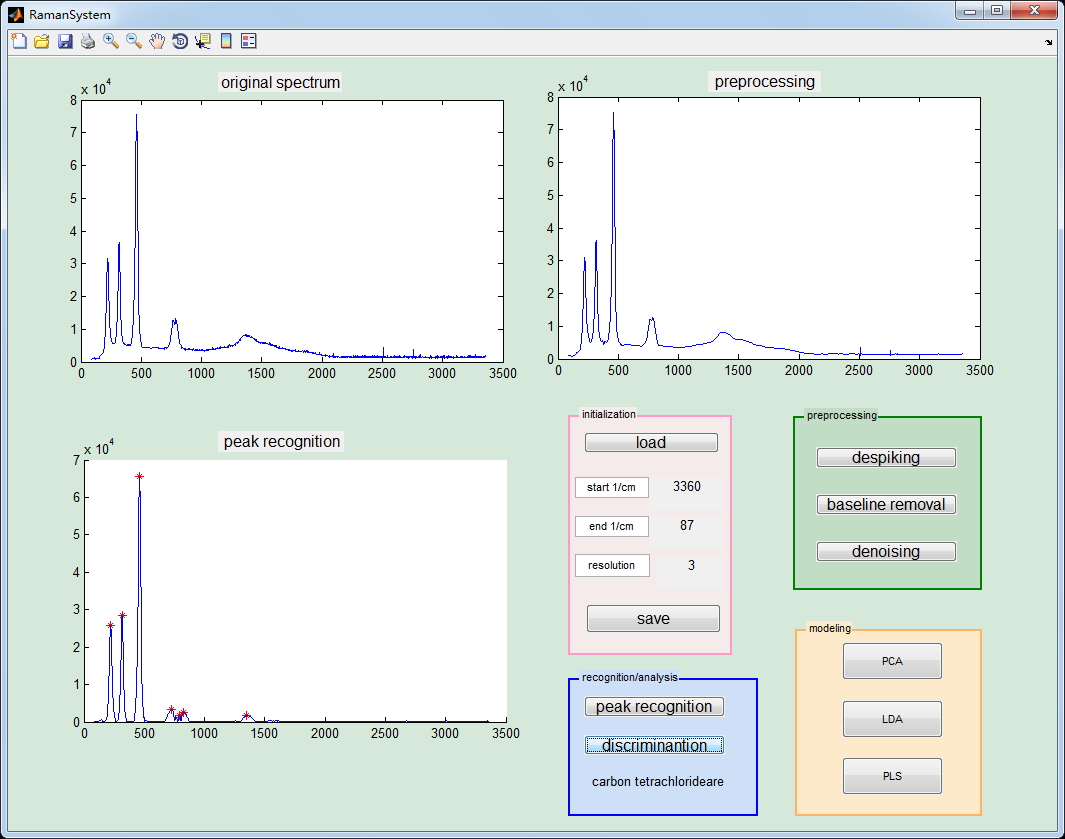 RamanSystem
original spectrum
x 10^4
8
7
6
5
4
3
2
1
0
0 500 1000 1500 2000 2500 3000 3500
preprocessing
x 10^4
8
7
6
5
4
3
2
1
0
0 500 1000 1500 2000 2500 3000 3500
peak recognition
x 10^4
7
6
5
4
3
2
1
0
0 500 1000 1500 2000 2500 3000 3500
initialization
load
start 1/cm 3360
end 1/cm 87
resolution 3
save
preprocessing
despiking
baseline removal
denoising
recognition/analysis
peak recognition
discriminantion
carbon tetrachlorideare
modeling
PCA
LDA
PLS